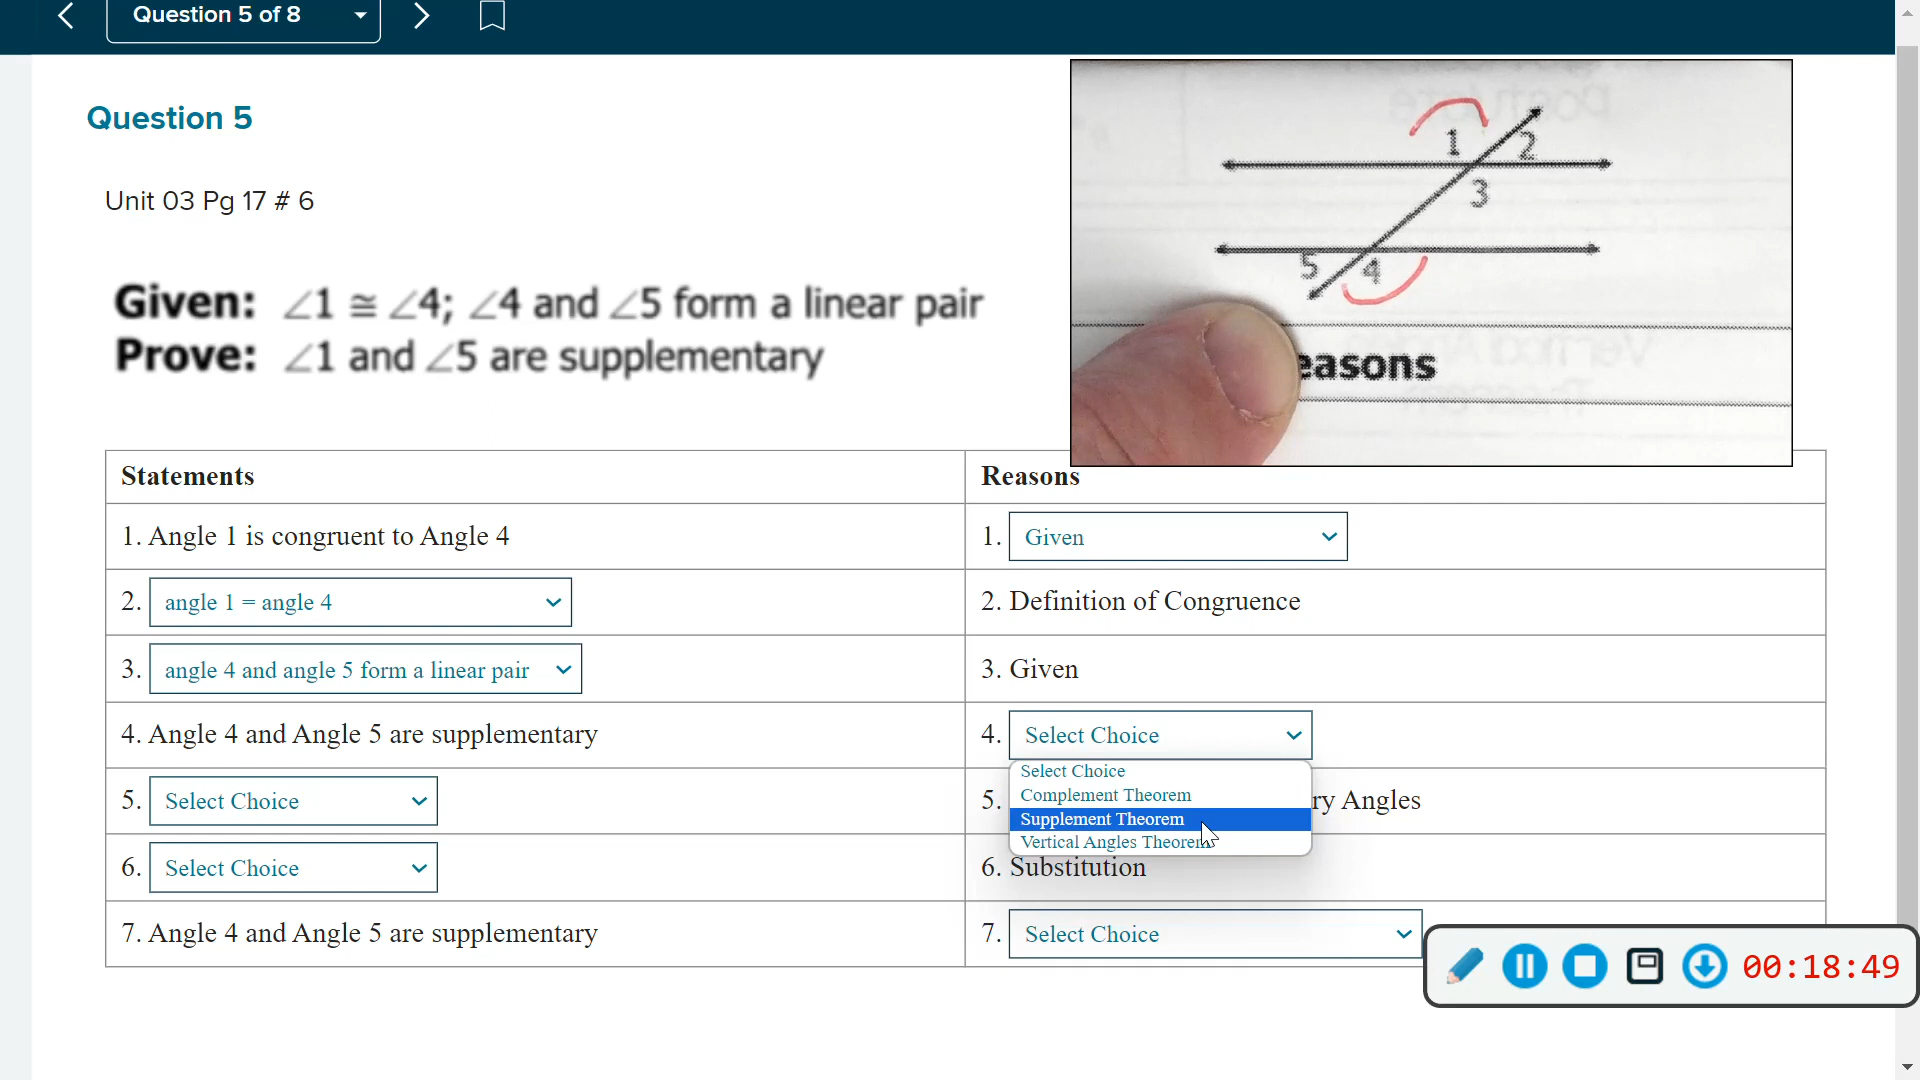 Question 5 of 8
Question 5
Unit 03 Pg 17 # 6
Given: ∠1 ≅ ∠4; ∠4 and ∠5 form a linear pair
Prove: ∠1 and ∠5 are supplementary
1
2
3
5
4
easons
Statements
Reasons
1. Angle 1 is congruent to Angle 4
1. Given
2. angle 1 = angle 4
2. Definition of Congruence
3. angle 4 and angle 5 form a linear pair
3. Given
4. Angle 4 and Angle 5 are supplementary
4. Select Choice
Select Choice
Complement Theorem
Supplement Theorem
Vertical Angles Theorem
5. Select Choice
5. ry Angles
6. Select Choice
6. Substitution
7. Angle 4 and Angle 5 are supplementary
7. Select Choice
00:18:49